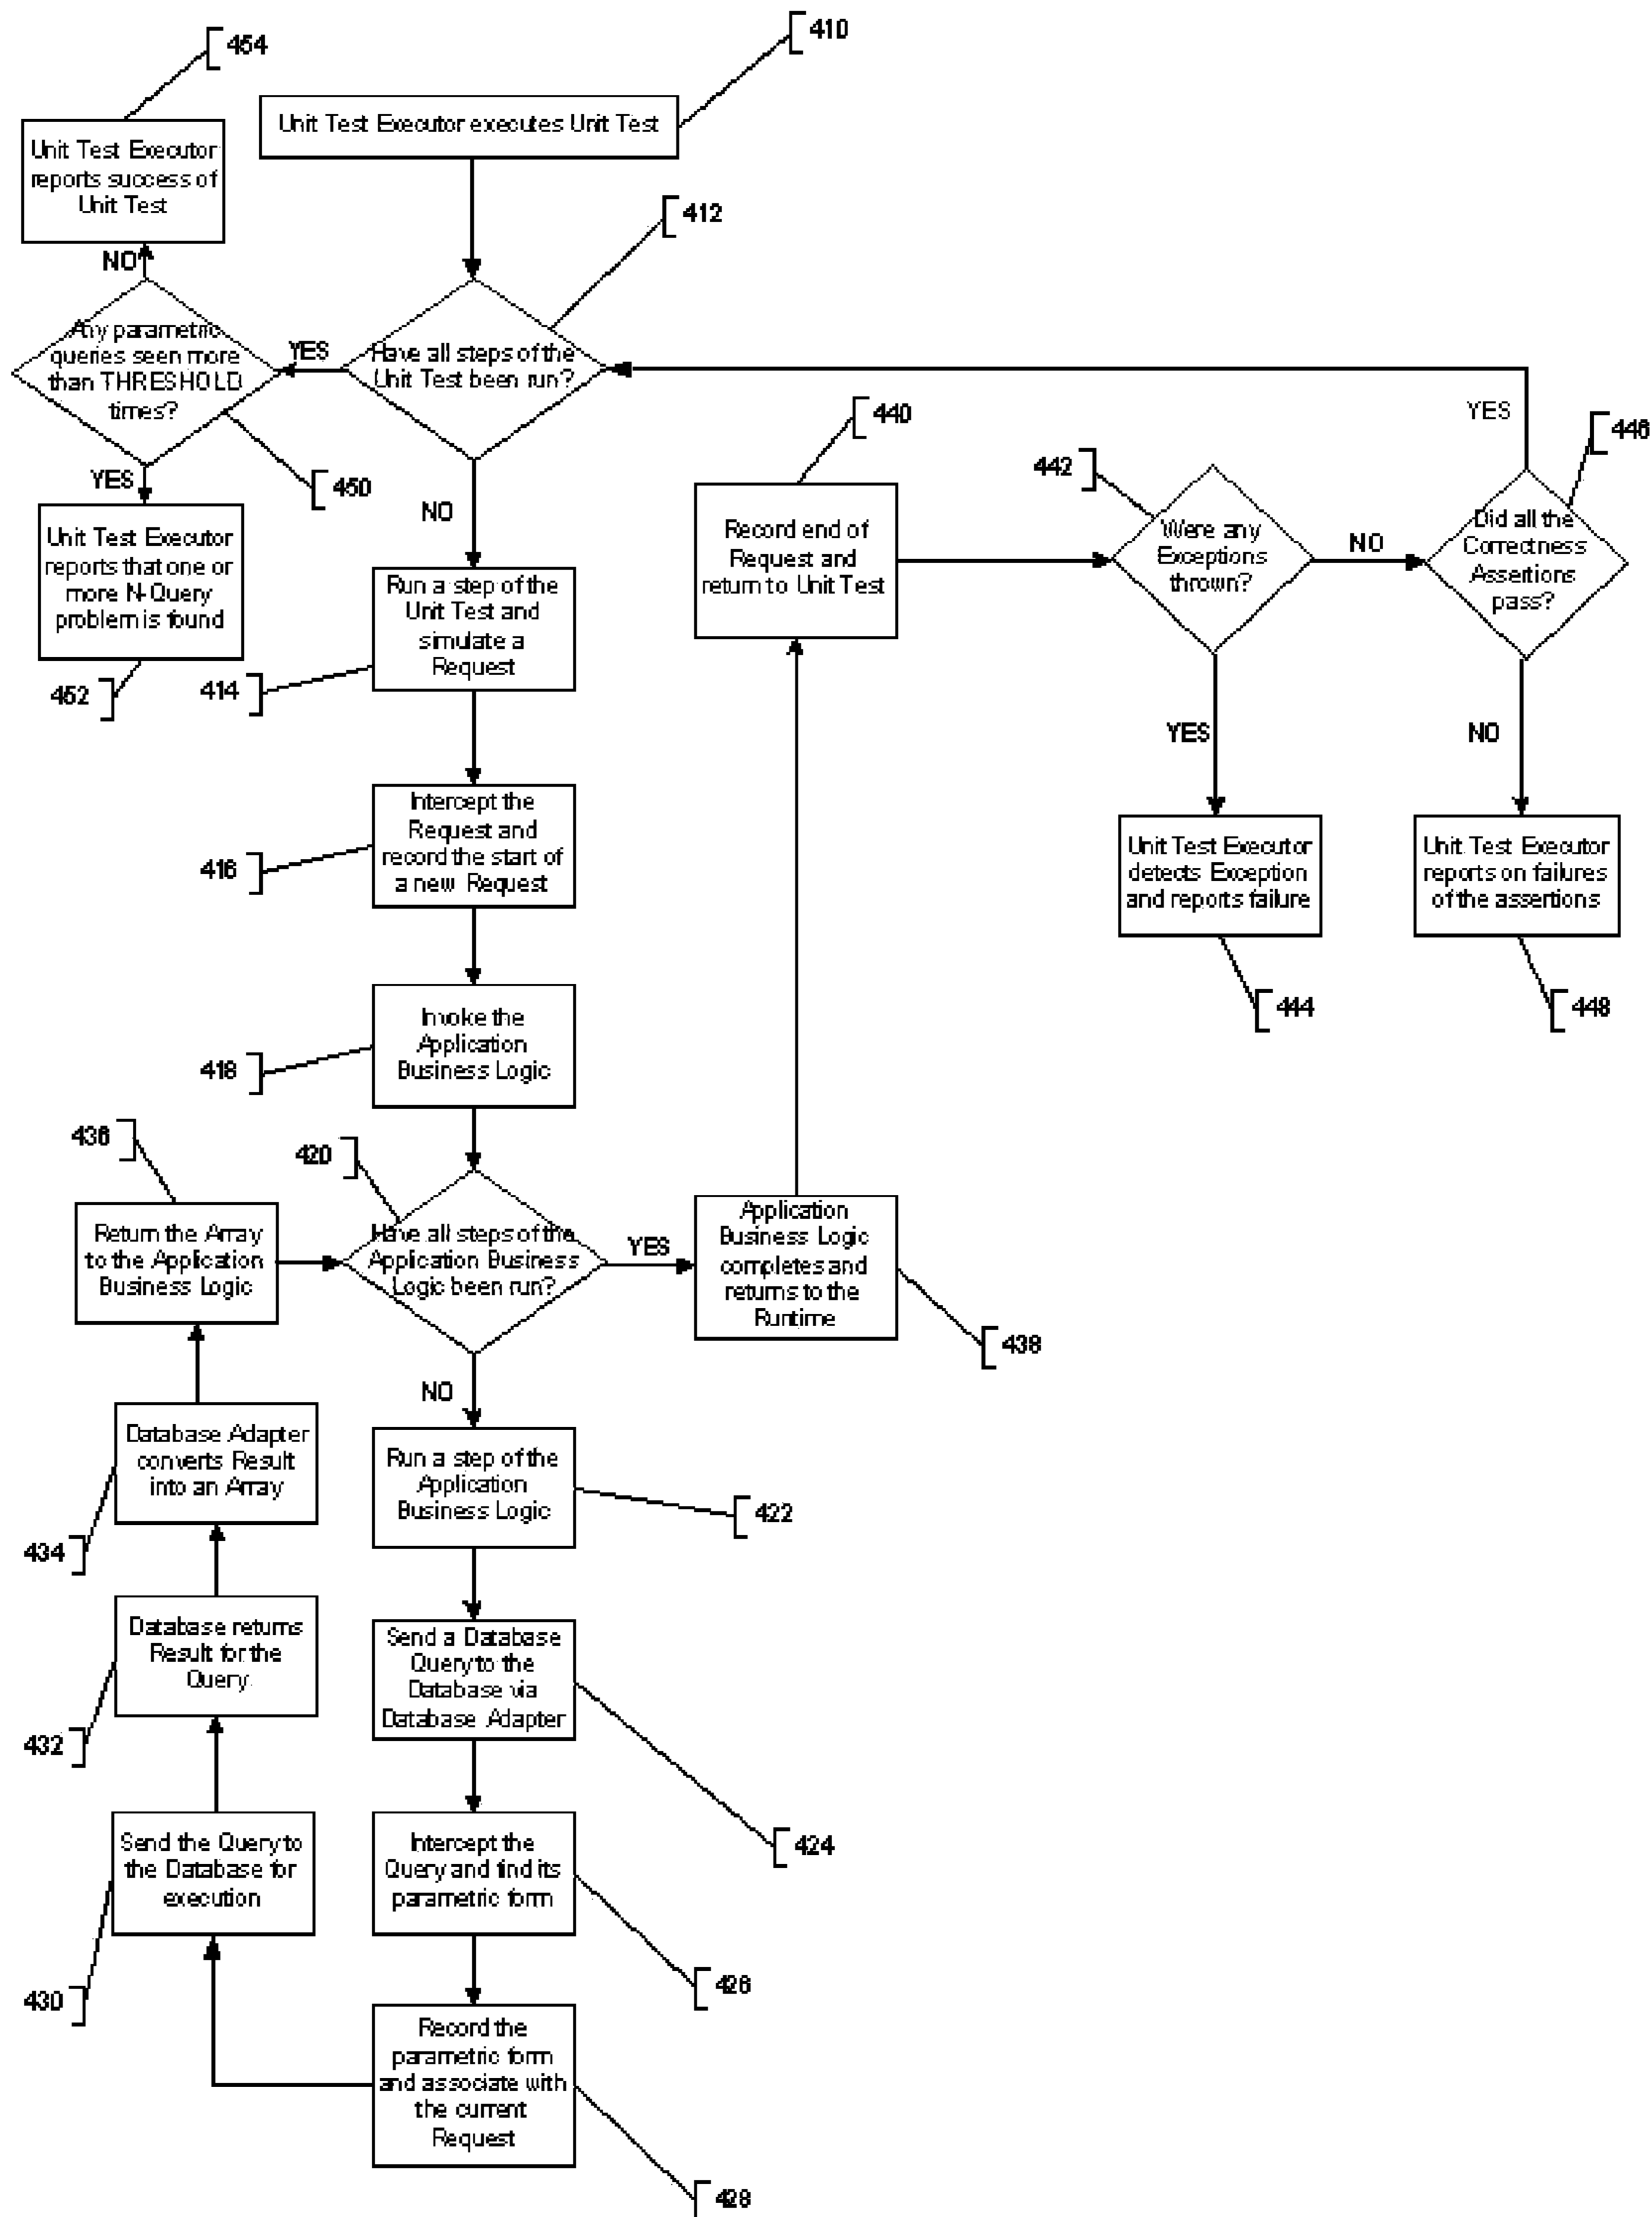 454
410
Unit Test Executor
reports success of
Unit Test
Unit Test Executor executes Unit Test
412
NO
Any parametric
queries seen more
than THRESHOLD
times?
YES
Have all steps of the
Unit Test been run?
YES
450
NO
YES
446
440
442
Unit Test Executor
reports that one or
more N-Query
problem is found
452
Run a step of the
Unit Test and
simulate a
Request
414
Record end of
Request and
return to Unit Test
Were any
Exceptions
thrown?
NO
Did all the
Correctness
Assertions
pass?
YES
NO
Intercept the
Request and
record the start of
a new Request
416
Unit Test Executor
detects Exception
and reports failure
Unit Test Executor
reports on failures
of the assertions
444
448
Invoke the
Application
Business Logic
418
436
420
Return the Array
to the Application
Business Logic
Have all steps of the
Application Business
Logic been run?
YES
Application
Business Logic
completes and
returns to the
Runtime
438
NO
Database Adapter
converts Result
into an Array
434
Run a step of the
Application
Business Logic
422
Database returns
Result for the
Query.
432
Send a Database
Query to the
Database via
Database Adapter
424
Send the Query to
the Database for
execution
430
Intercept the
Query and find its
parametric form
426
Record the
parametric form
and associate with
the current
Request
428